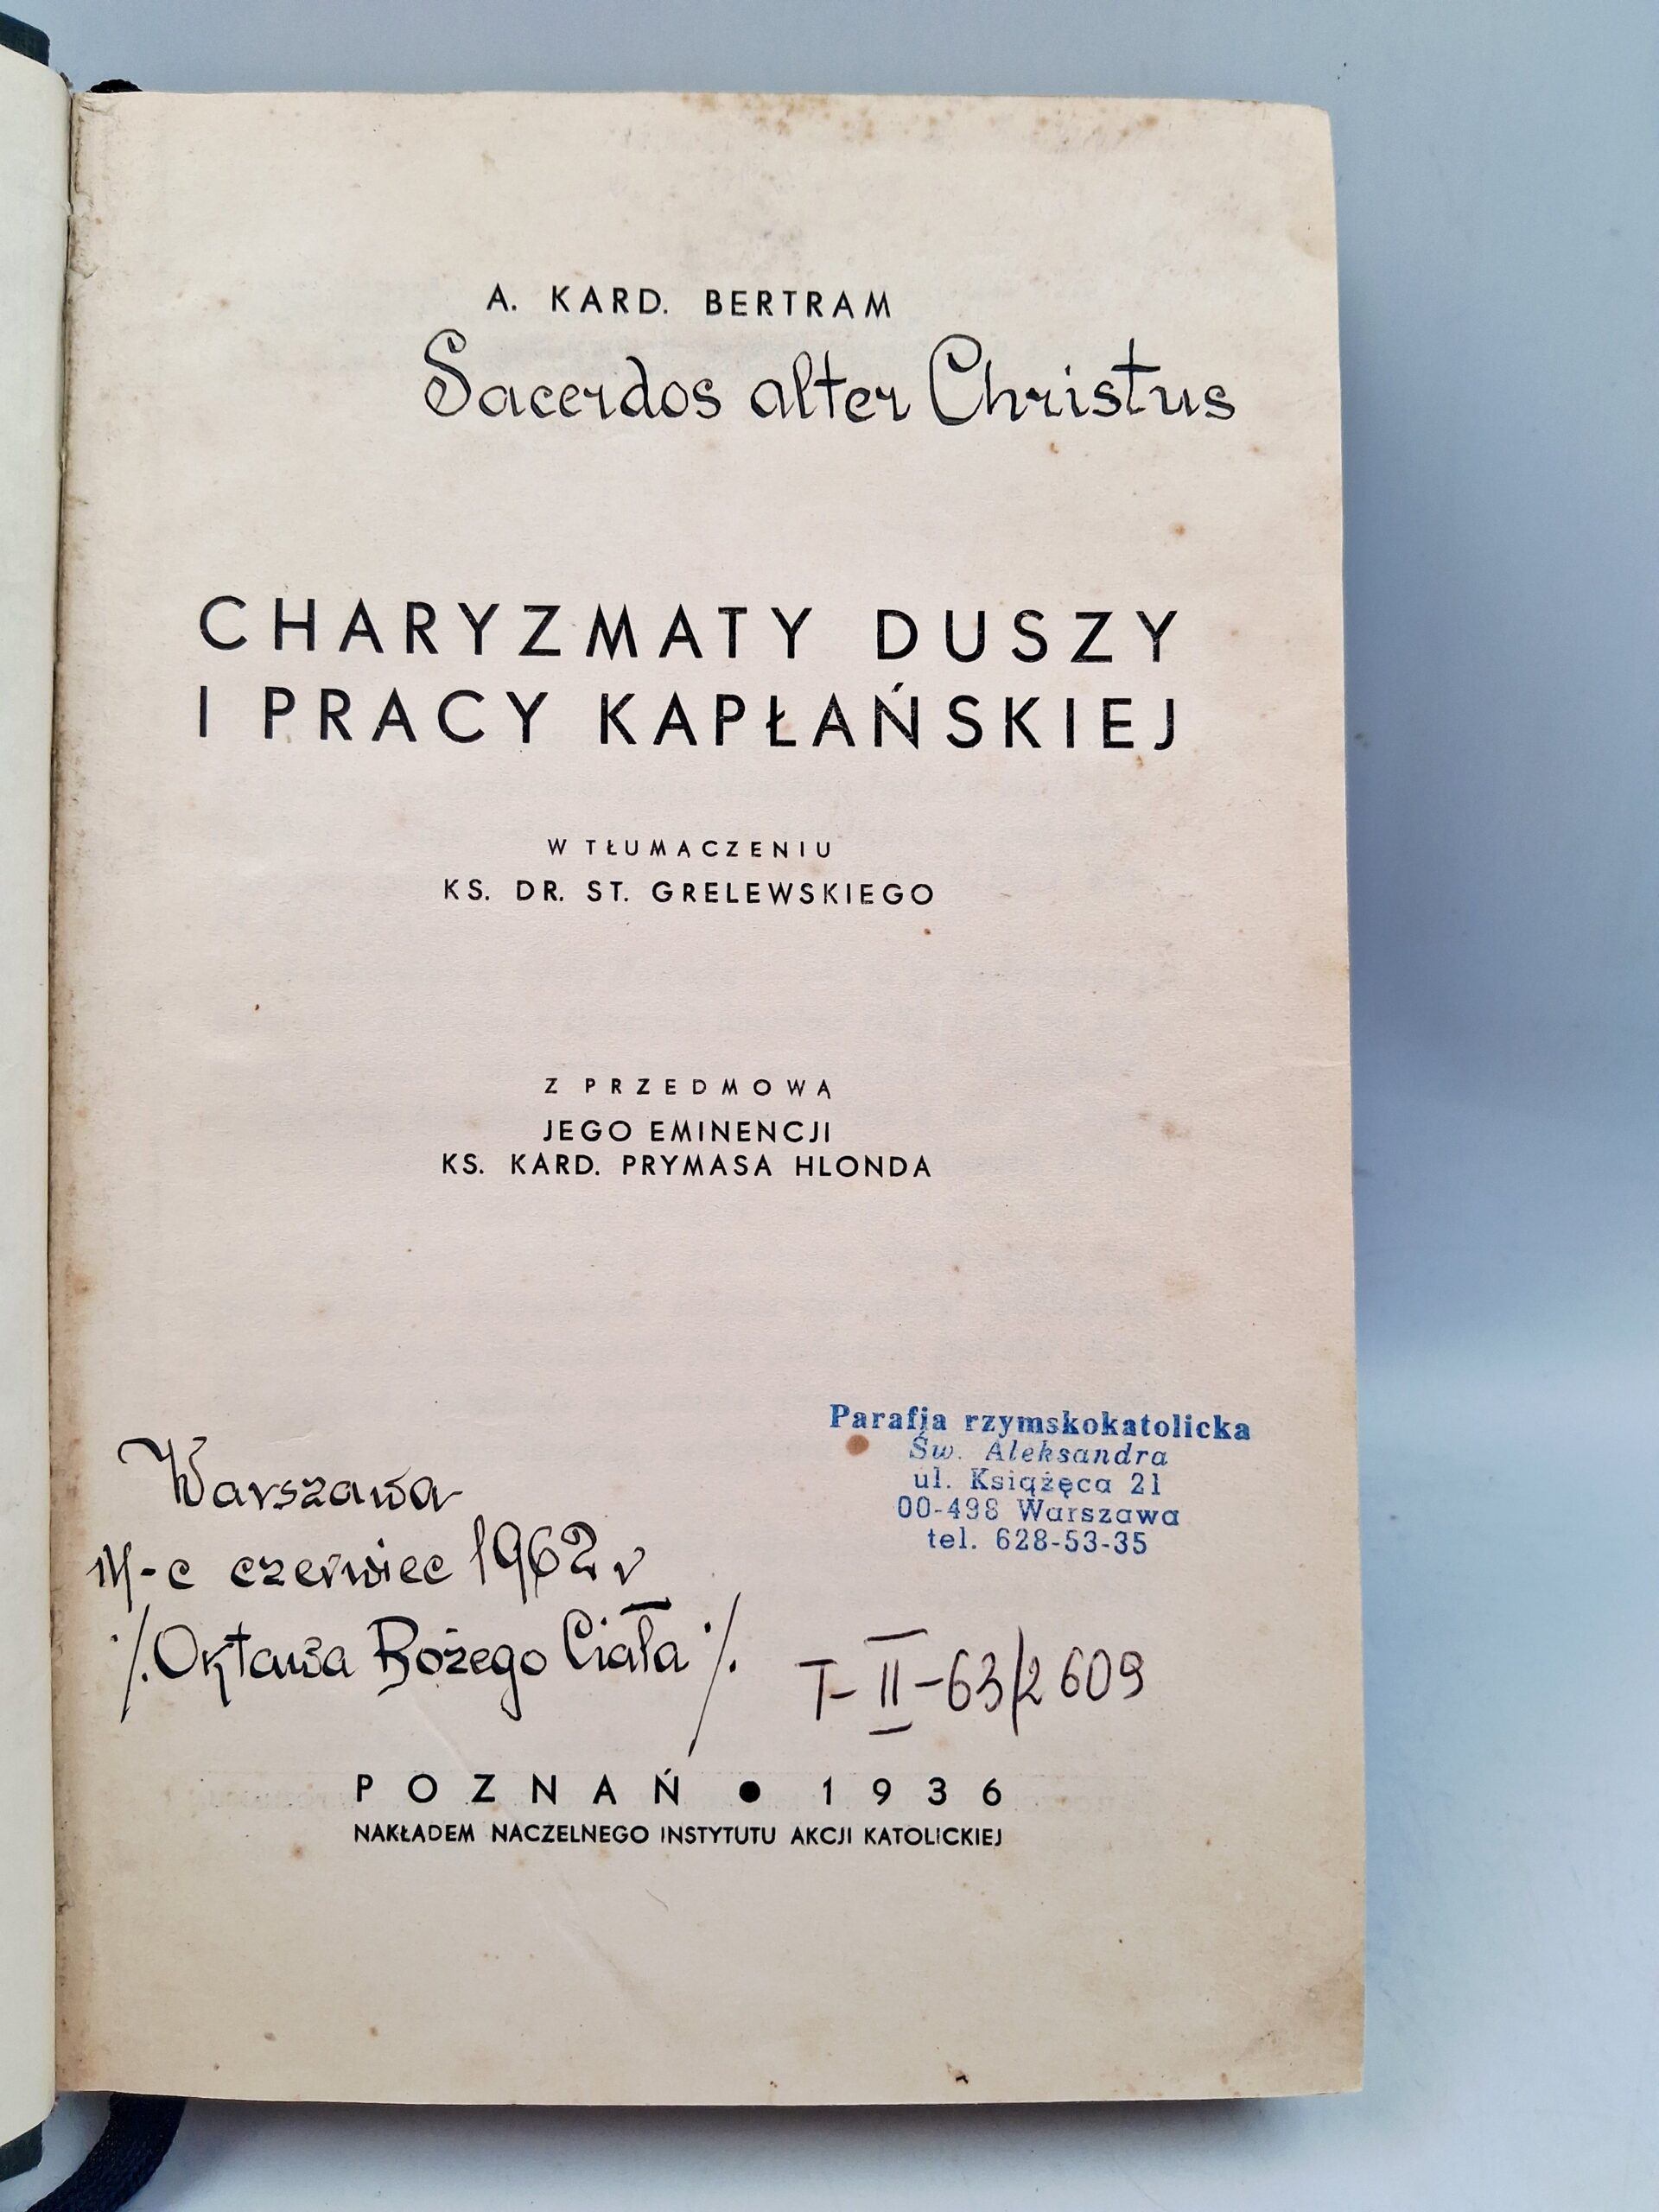 A. KARD. BERTRAM
Sacerdos alter Christus
CHARYZMATY DUSZY
I PRACY KAPŁAŃSKIEJ
W TŁUMACZENIU
KS. DR. ST. GRELEWSKIEGO
Z PRZEDMOWĄ
JEGO EMINENCJI
KS. KARD. PRYMASA HLONDA
Parafia rzymskokatolicka
Św. Aleksandra
ul. Książęca 21
00-498 Warszawa
tel. 628-53-35
Warszawa
M-c czerwiec 1962 r
·/. Oktawa Bożego Ciała ·/.
T-II-63/2609
POZNAŃ ● 1936
NAKŁADEM NACZELNEGO INSTYTUTU AKCJI KATOLICKIEJ